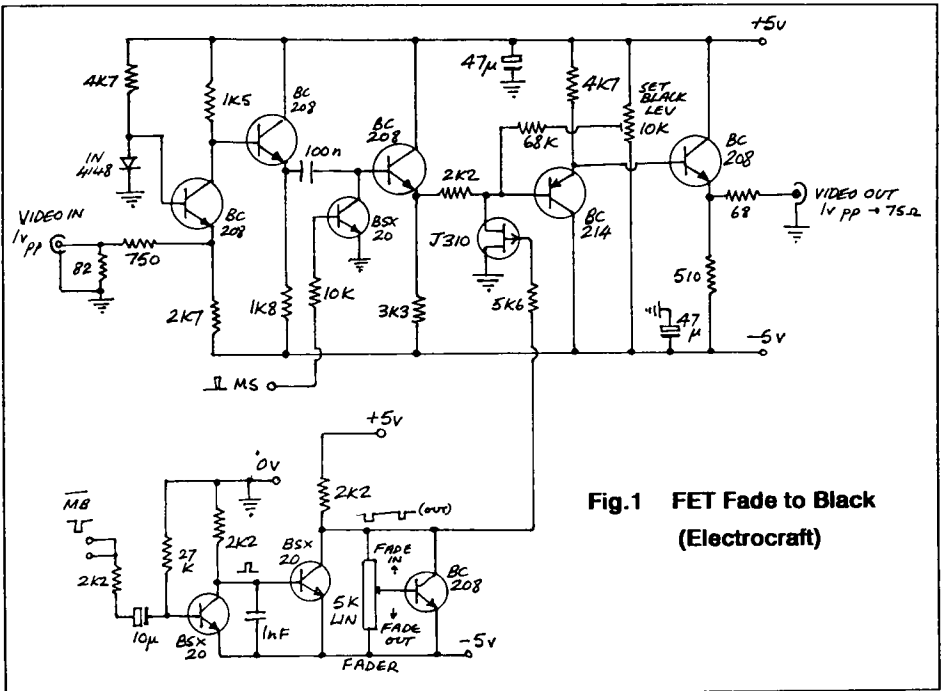 +5v
4K7
1K5
BC
208
47μ
4K7
SET
BLACK
LEV
10K
BC
208
68K
BC
208
100n
1N
4148
2K2
BC
208
BSX
20
BC
214
68
VIDEO OUT
1v pp → 75Ω
VIDEO IN
1v pp
82
750
J310
2K7
1K8
10K
3K3
5K6
510
47
μ
-5v
MS
+5v
0v
MB
2K2
27
K
2K2
2K2
(OUT)
BSX
20
FADE
IN
BC
208
5K
LIN
FADE
OUT
10μ
BSX
20
1nF
-5v
FADER
Fig.1 FET Fade to Black
(Electrocraft)